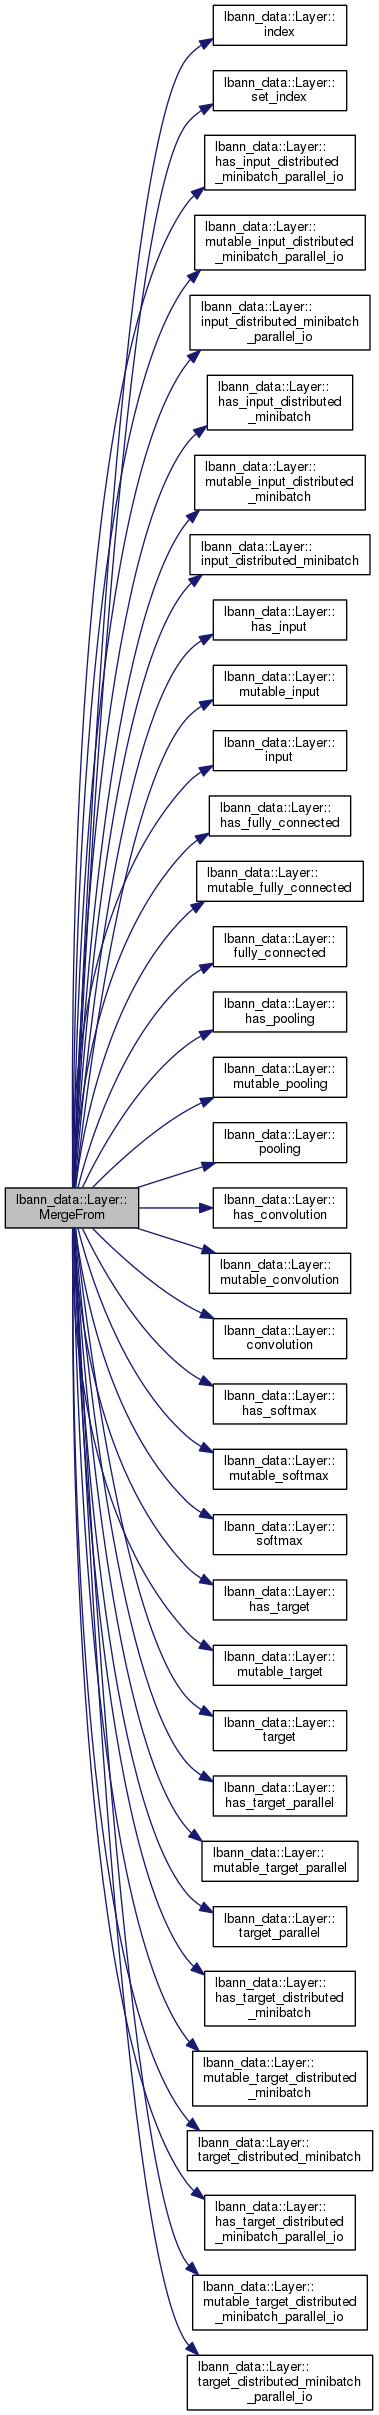 lbann_data::Layer::
index
lbann_data::Layer::
set_index
lbann_data::Layer::
has_input_distributed
_minibatch_parallel_io
lbann_data::Layer::
mutable_input_distributed
_minibatch_parallel_io
lbann_data::Layer::
input_distributed_minibatch
_parallel_io
lbann_data::Layer::
has_input_distributed
_minibatch
lbann_data::Layer::
mutable_input_distributed
_minibatch
lbann_data::Layer::
input_distributed_minibatch
lbann_data::Layer::
has_input
lbann_data::Layer::
mutable_input
lbann_data::Layer::
input
lbann_data::Layer::
has_fully_connected
lbann_data::Layer::
mutable_fully_connected
lbann_data::Layer::
fully_connected
lbann_data::Layer::
has_pooling
lbann_data::Layer::
mutable_pooling
lbann_data::Layer::
pooling
lbann_data::Layer::
MergeFrom
lbann_data::Layer::
has_convolution
lbann_data::Layer::
mutable_convolution
lbann_data::Layer::
convolution
lbann_data::Layer::
has_softmax
lbann_data::Layer::
mutable_softmax
lbann_data::Layer::
softmax
lbann_data::Layer::
has_target
lbann_data::Layer::
mutable_target
lbann_data::Layer::
target
lbann_data::Layer::
has_target_parallel
lbann_data::Layer::
mutable_target_parallel
lbann_data::Layer::
target_parallel
lbann_data::Layer::
has_target_distributed
_minibatch
lbann_data::Layer::
mutable_target_distributed
_minibatch
lbann_data::Layer::
target_distributed_minibatch
lbann_data::Layer::
has_target_distributed
_minibatch_parallel_io
lbann_data::Layer::
mutable_target_distributed
_minibatch_parallel_io
lbann_data::Layer::
target_distributed_minibatch
_parallel_io